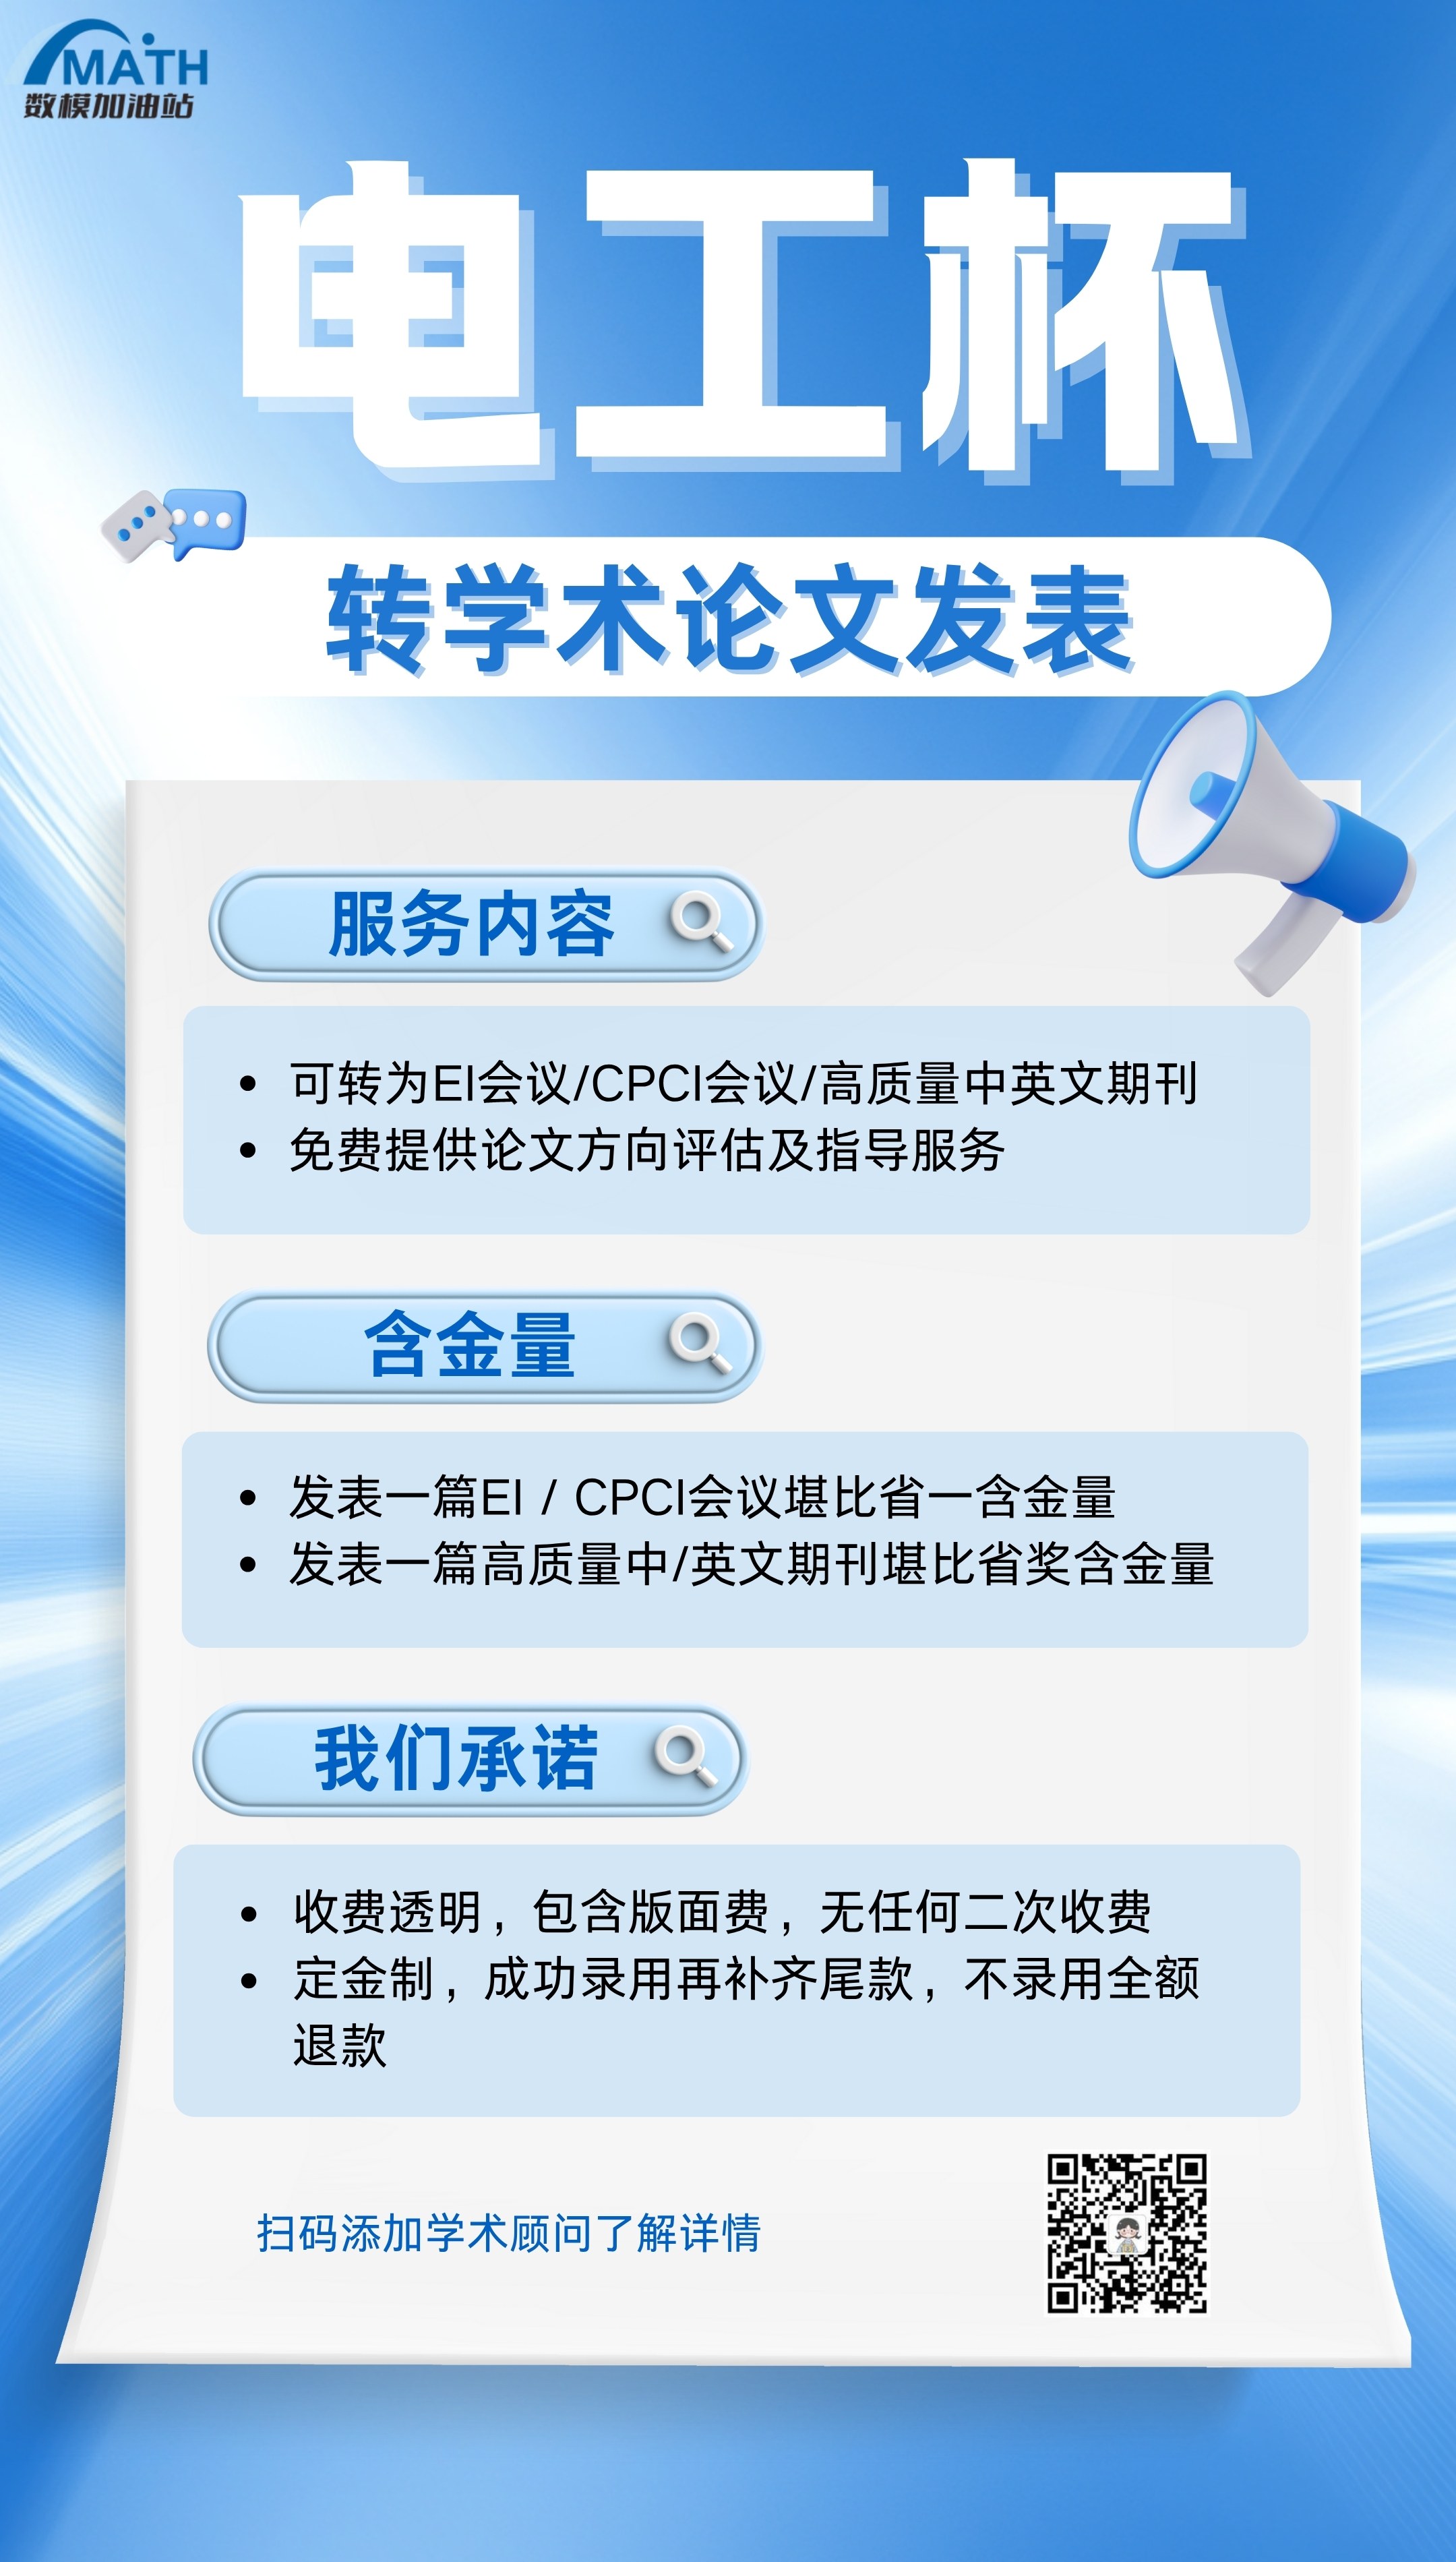 MATH
数模加油站
电工杯
转学术论文发表
服务内容
可转为EI会议/CPCI会议/高质量中英文期刊
免费提供论文方向评估及指导服务
含金量
发表一篇EI / CPCI会议堪比省一含金量
发表一篇高质量中/英文期刊堪比省奖含金量
我们承诺
收费透明，包含版面费，无任何二次收费
定金制，成功录用再补齐尾款，不录用全额
退款
扫码添加学术顾问了解详情